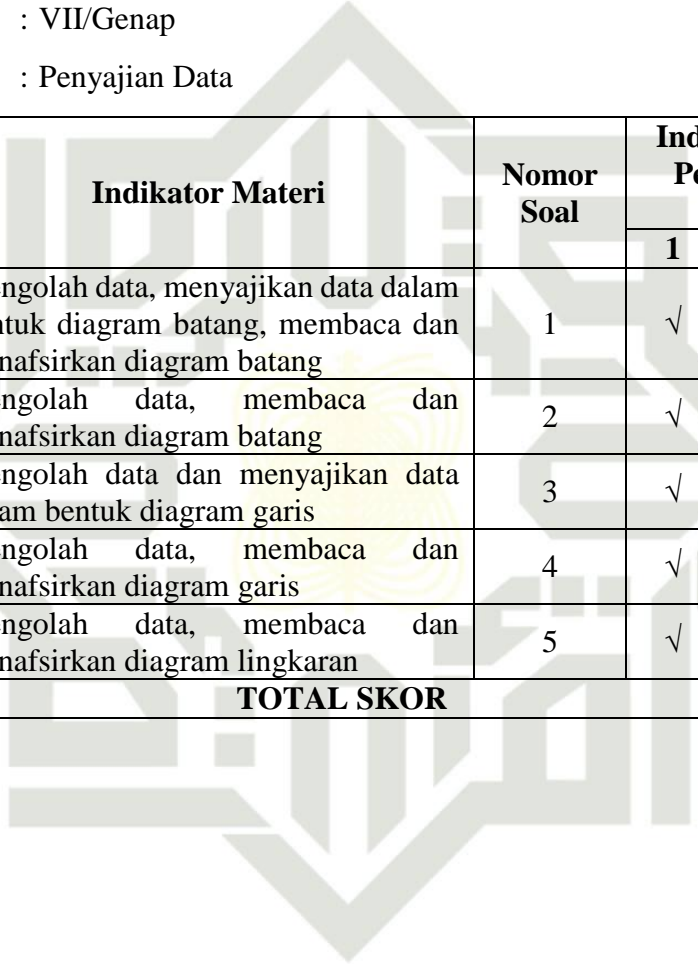 : VII/Genap
: Penyajian Data
Indikator Materi
Nomor
Soal
1
ngolah data, menyajikan data dalam
ntuk diagram batang, membaca dan
nafsirkan diagram batang
1
√
ngolah data, membaca dan
nafsirkan diagram batang
2
√
ngolah data dan menyajikan data
am bentuk diagram garis
3
√
ngolah data, membaca dan
nafsirkan diagram garis
4
√
ngolah data, membaca dan
nafsirkan diagram lingkaran
5
√
TOTAL SKOR